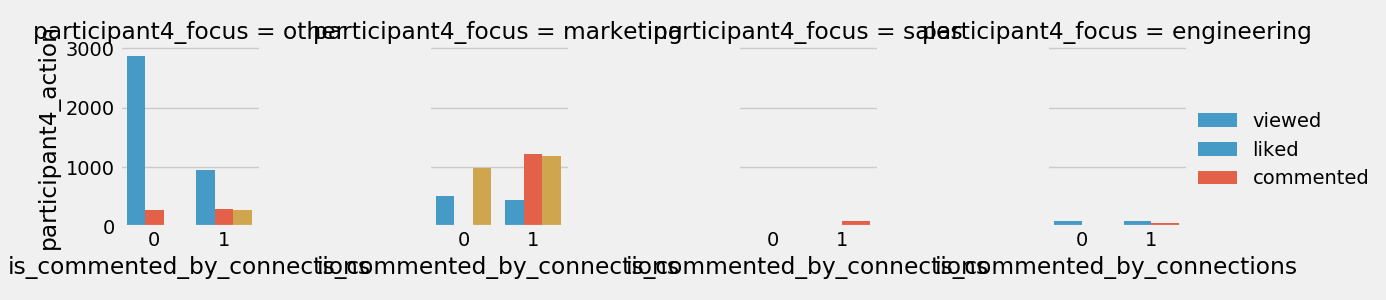 participant4_focus = other
participant4_focus = marketing
participant4_focus = sales
participant4_focus = engineering
participant4_action
3000
2000
1000
0
0 1
0 1
0 1
0 1
is_commented_by_connections
is_commented_by_connections
is_commented_by_connections
is_commented_by_connections
viewed
liked
commented